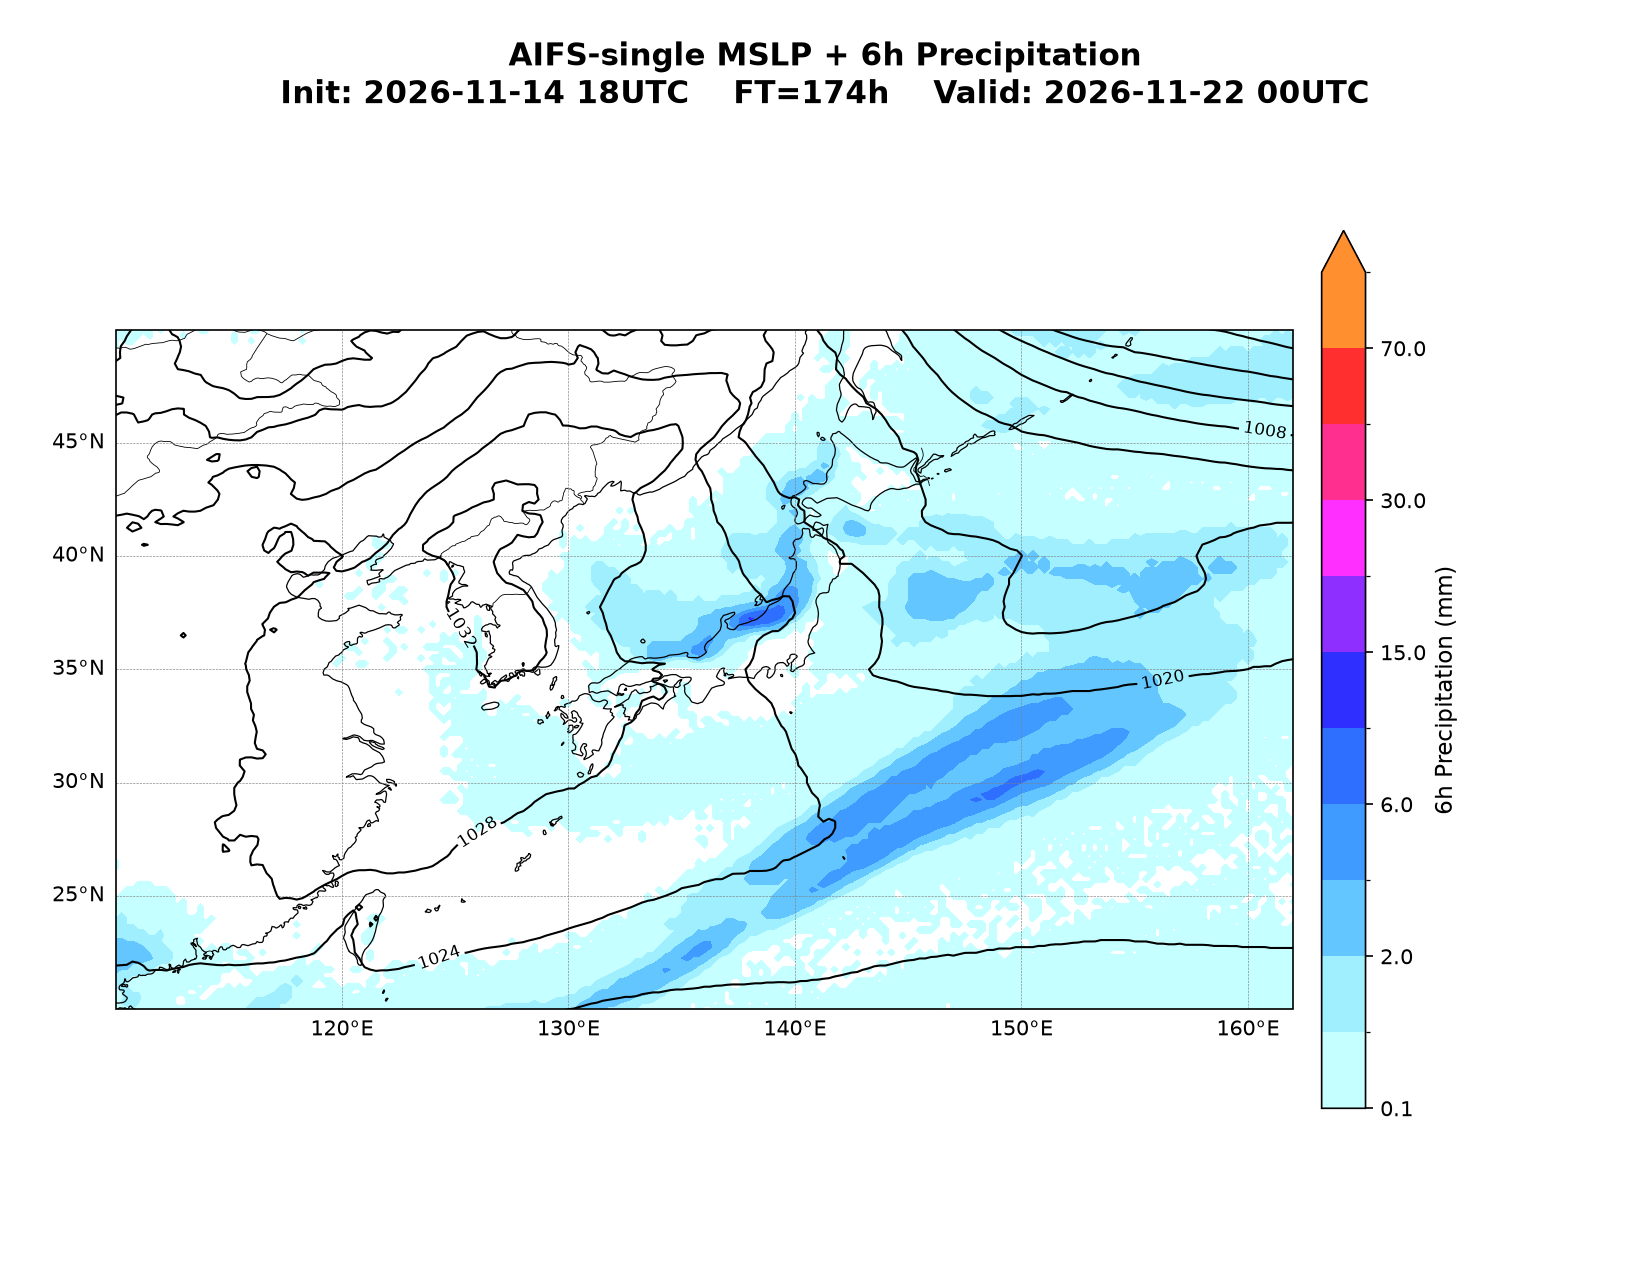 AIFS-single MSLP + 6h Precipitation
Init: 2026-11-14 18UTC    FT=174h    Valid: 2026-11-22 00UTC
70.0
30.0
15.0
6.0
2.0
0.1
6h Precipitation (mm)
45°N
40°N
35°N
30°N
25°N
120°E
130°E
140°E
150°E
160°E
1008
1032
1020
1028
1024